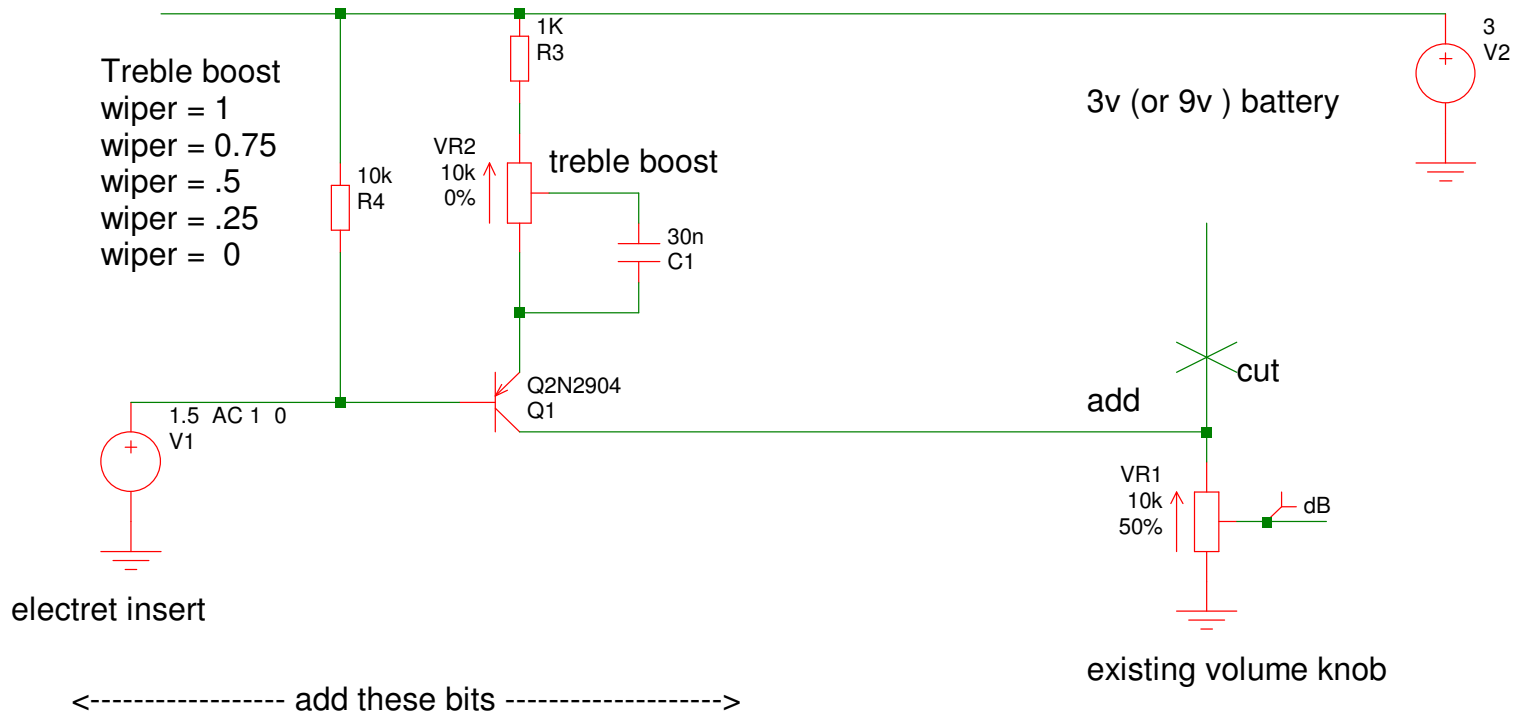 1K
R3
3
V2
Treble boost
wiper = 1
wiper = 0.75
wiper = .5
wiper = .25
wiper = 0
3v (or 9v ) battery
VR2
10k
0%
treble boost
10k
R4
30n
C1
cut
Q2N2904
Q1
add
1.5 AC 1 0
V1
VR1
10k
50%
dB
electret insert
existing volume knob
<----------------- add these bits ------------------->
+
+